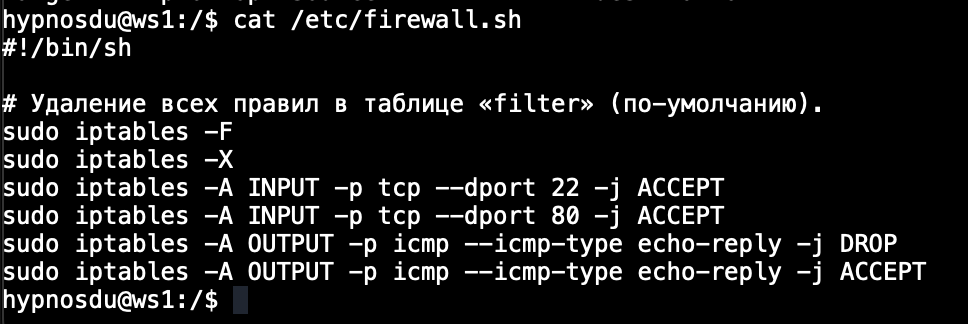 hypnosdu@ws1:/$ cat /etc/firewall.sh
#!/bin/sh
# Удаление всех правил в таблице «filter» (по-умолчанию).
sudo iptables -F
sudo iptables -X
sudo iptables -A INPUT -p tcp --dport 22 -j ACCEPT
sudo iptables -A INPUT -p tcp --dport 80 -j ACCEPT
sudo iptables -A OUTPUT -p icmp --icmp-type echo-reply -j DROP
sudo iptables -A OUTPUT -p icmp --icmp-type echo-reply -j ACCEPT
hypnosdu@ws1:/$